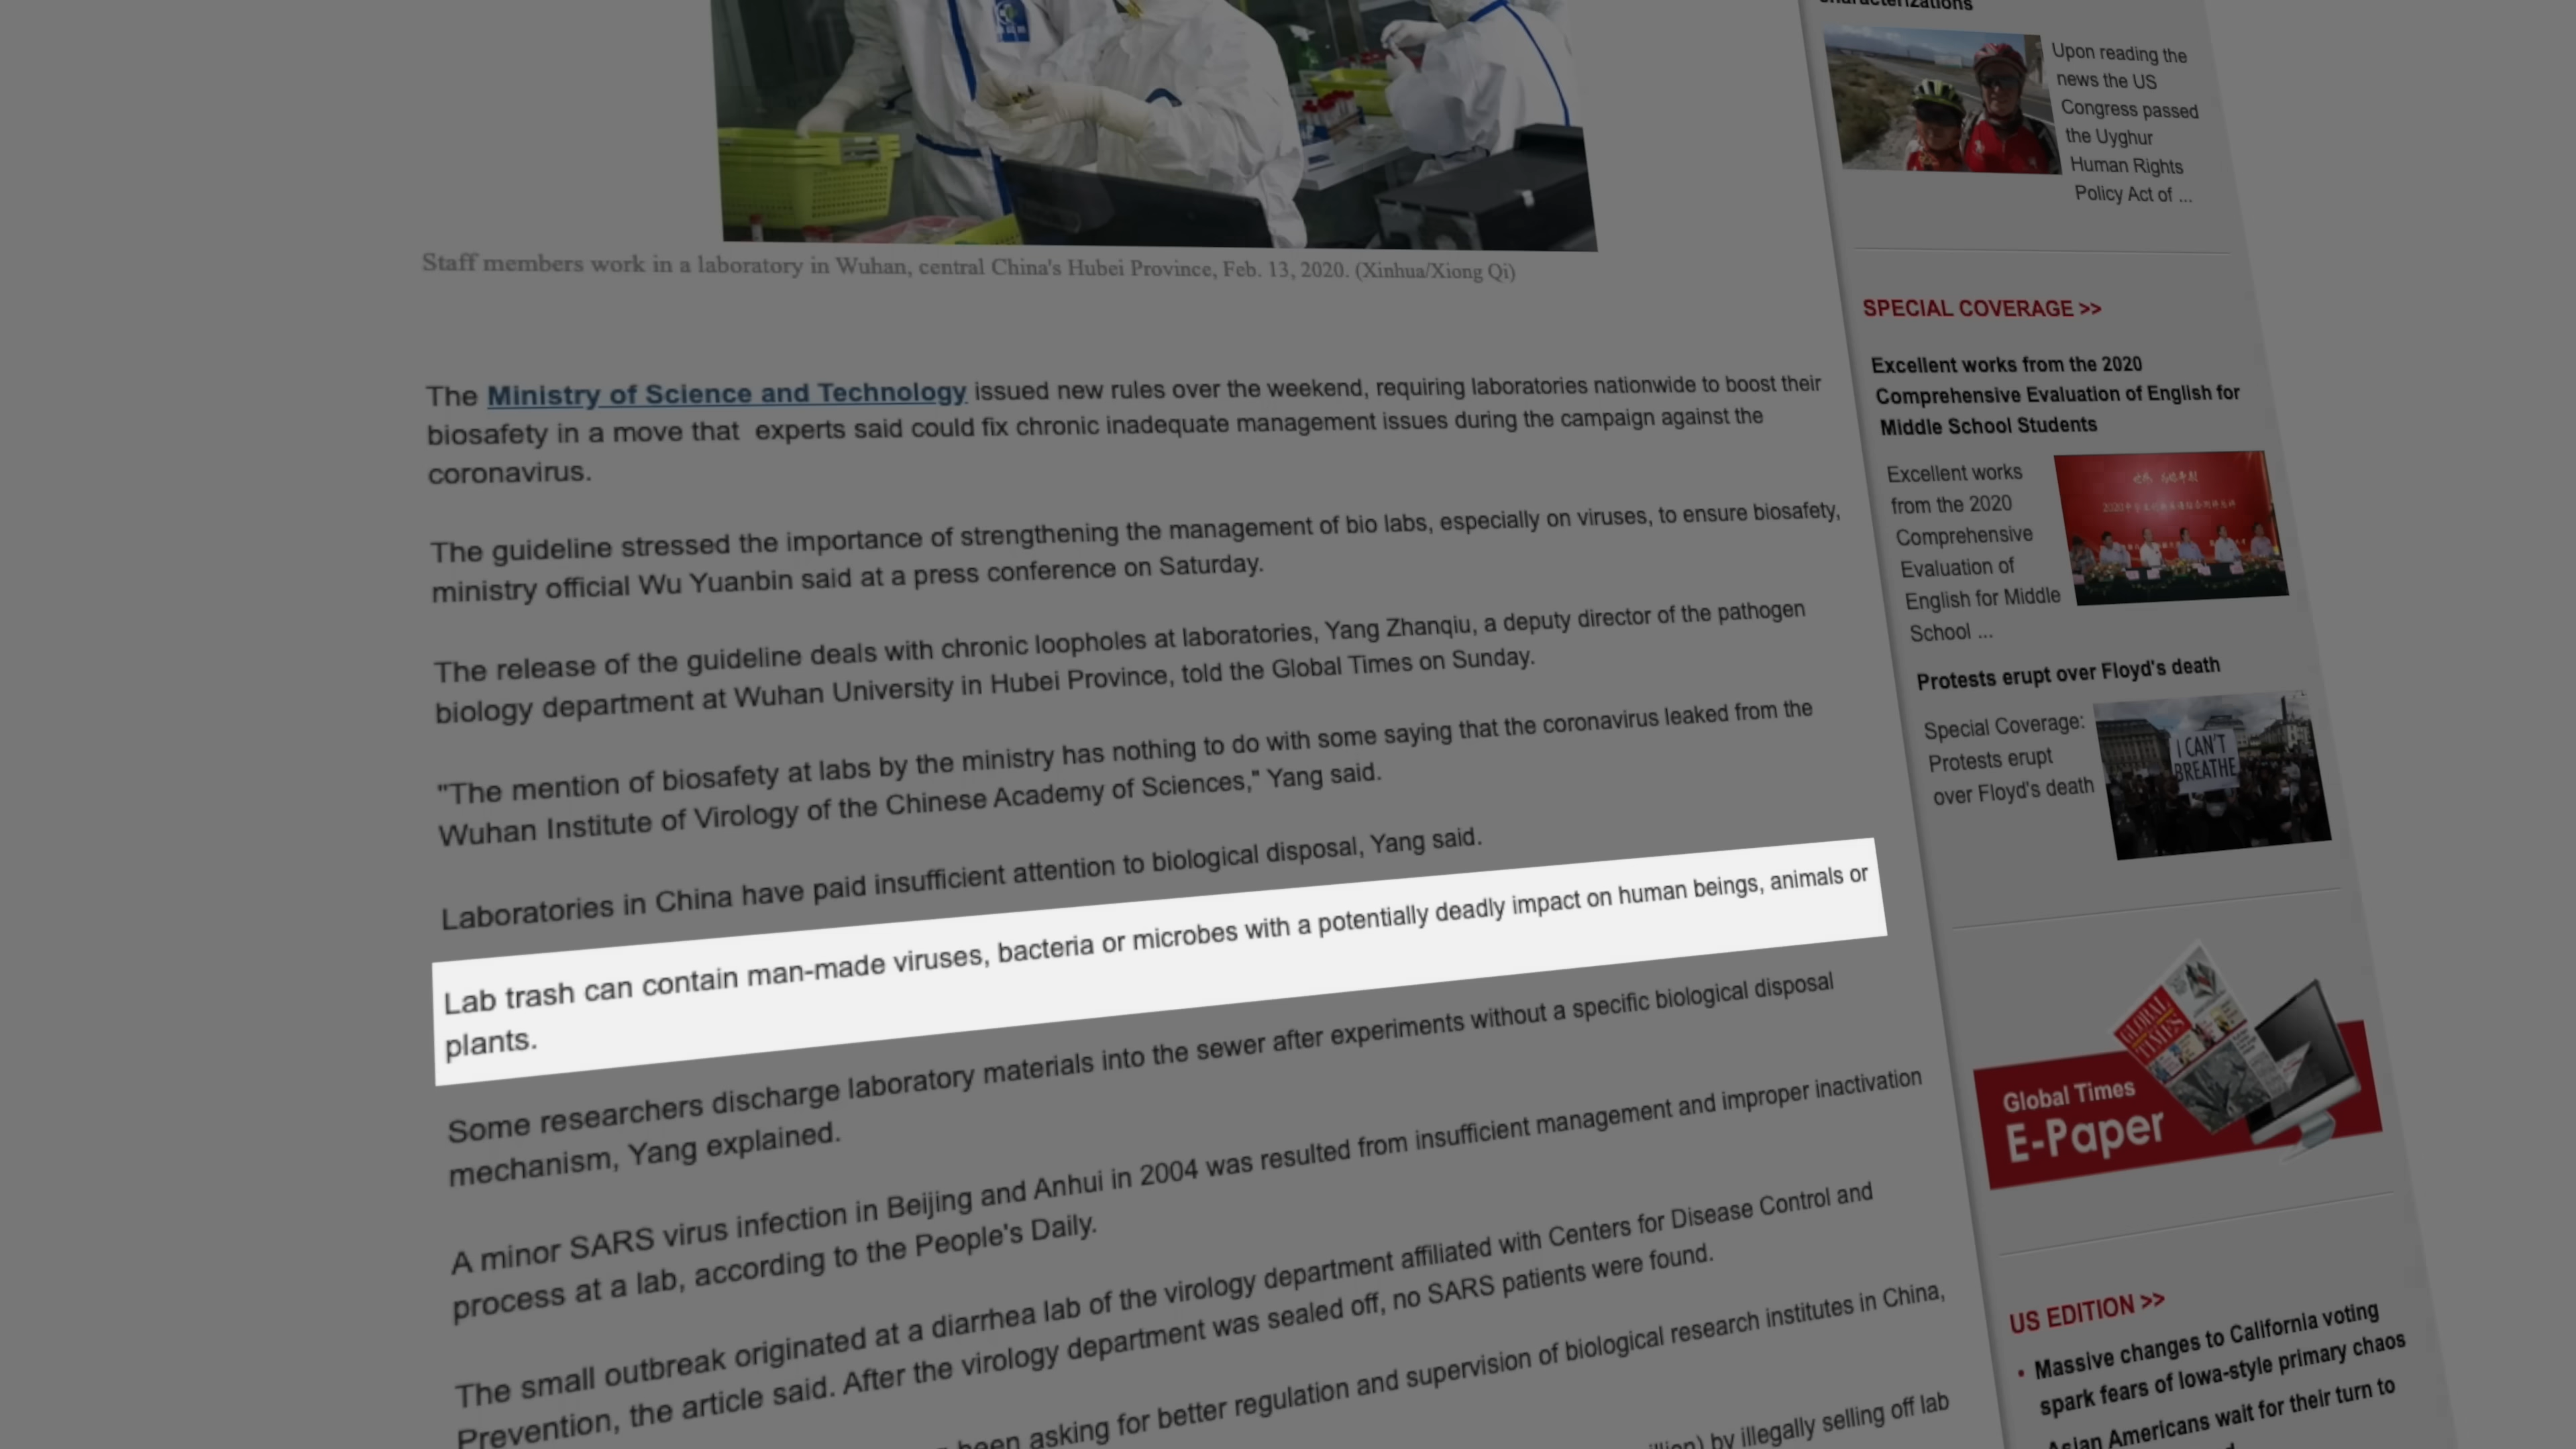 characterizations
Upon reading the
news the US
Congress passed
the Uyghur
Human Rights
Policy Act of ...
Staff members work in a laboratory in Wuhan, central China's Hubei Province, Feb. 13, 2020. (Xinhua/Xiong Qi)
The Ministry of Science and Technology issued new rules over the weekend, requiring laboratories nationwide to boost their
biosafety in a move that experts said could fix chronic inadequate management issues during the campaign against the
coronavirus.
The guideline stressed the importance of strengthening the management of bio labs, especially on viruses, to ensure biosafety,
ministry official Wu Yuanbin said at a press conference on Saturday.
The release of the guideline deals with chronic loopholes at laboratories, Yang Zhanqiu, a deputy director of the pathogen
biology department at Wuhan University in Hubei Province, told the Global Times on Sunday.
"The mention of biosafety at labs by the ministry has nothing to do with some saying that the coronavirus leaked from the
Wuhan Institute of Virology of the Chinese Academy of Sciences," Yang said.
Laboratories in China have paid insufficient attention to biological disposal, Yang said.
Lab trash can contain man-made viruses, bacteria or microbes with a potentially deadly impact on human beings, animals or
plants.
Some researchers discharge laboratory materials into the sewer after experiments without a specific biological disposal
mechanism, Yang explained.
A minor SARS virus infection in Beijing and Anhui in 2004 was resulted from insufficient management and improper inactivation
process at a lab, according to the People's Daily.
The small outbreak originated at a diarrhea lab of the virology department affiliated with Centers for Disease Control and
Prevention, the article said. After the virology department was sealed off, no SARS patients were found.
been asking for better regulation and supervision of biological research institutes in China,
by illegally selling off lab
SPECIAL COVERAGE >>
Excellent works from the 2020
Comprehensive Evaluation of English for
Middle School Students
Excellent works
from the 2020
Comprehensive
Evaluation of
English for Middle
School ...
Protests erupt over Floyd's death
Special Coverage:
Protests erupt
over Floyd's death
I CAN'T
BREATHE
GLOBAL
TIMES
Global Times
E-Paper
US EDITION >>
• Massive changes to California voting
spark fears of Iowa-style primary chaos
Asian Americans wait for their turn to